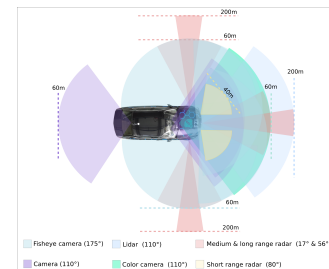 200m
60m
200m
60m
60m
40m
60m
200m
Fisheye camera (175°)
Lidar (110°)
Medium & long range radar (17° & 56°
Camera (110°)
Color camera (110°)
Short range radar (80°)